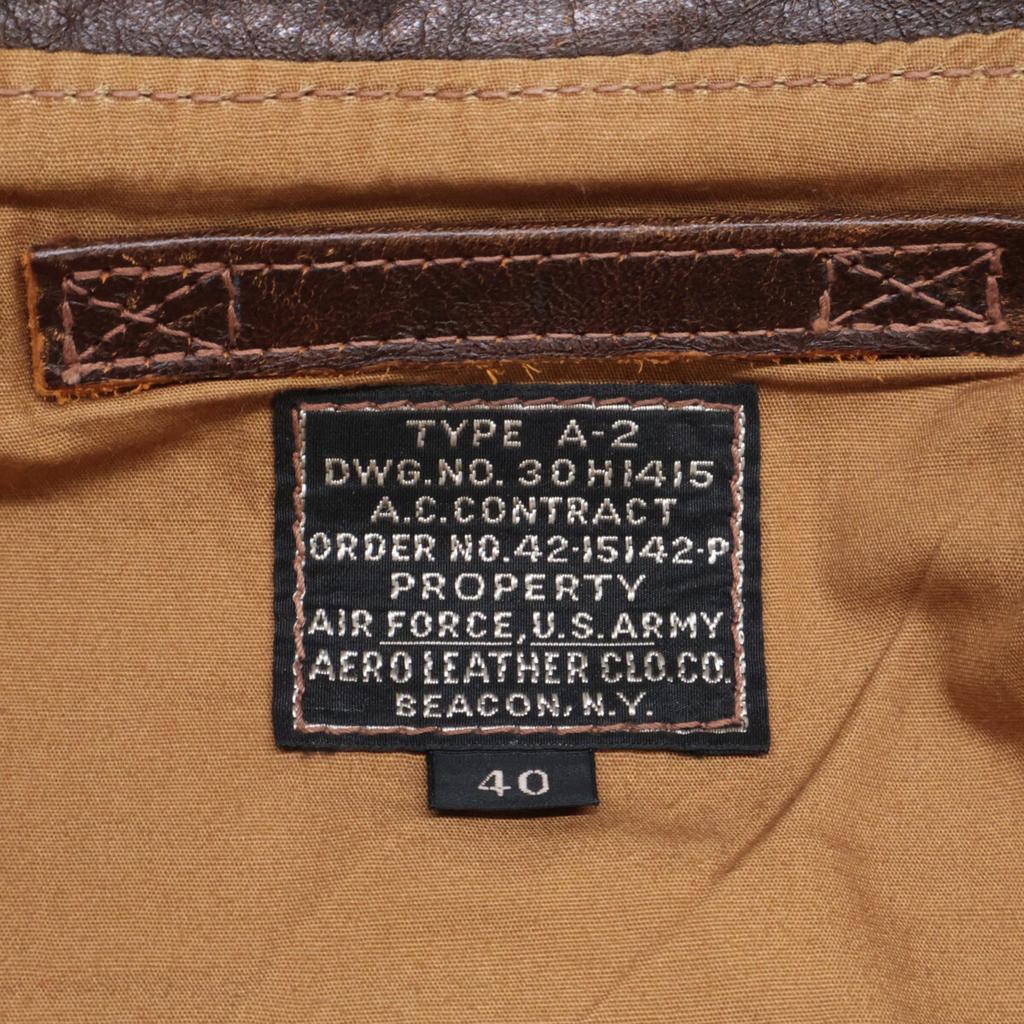 TYPE A-2
DWG. NO. 30H1415
A.C. CONTRACT
ORDER NO. 42-15142-P
PROPERTY
AIR FORCE, U.S. ARMY
AERO LEATHER CLO. CO.
BEACON, N.Y.
40